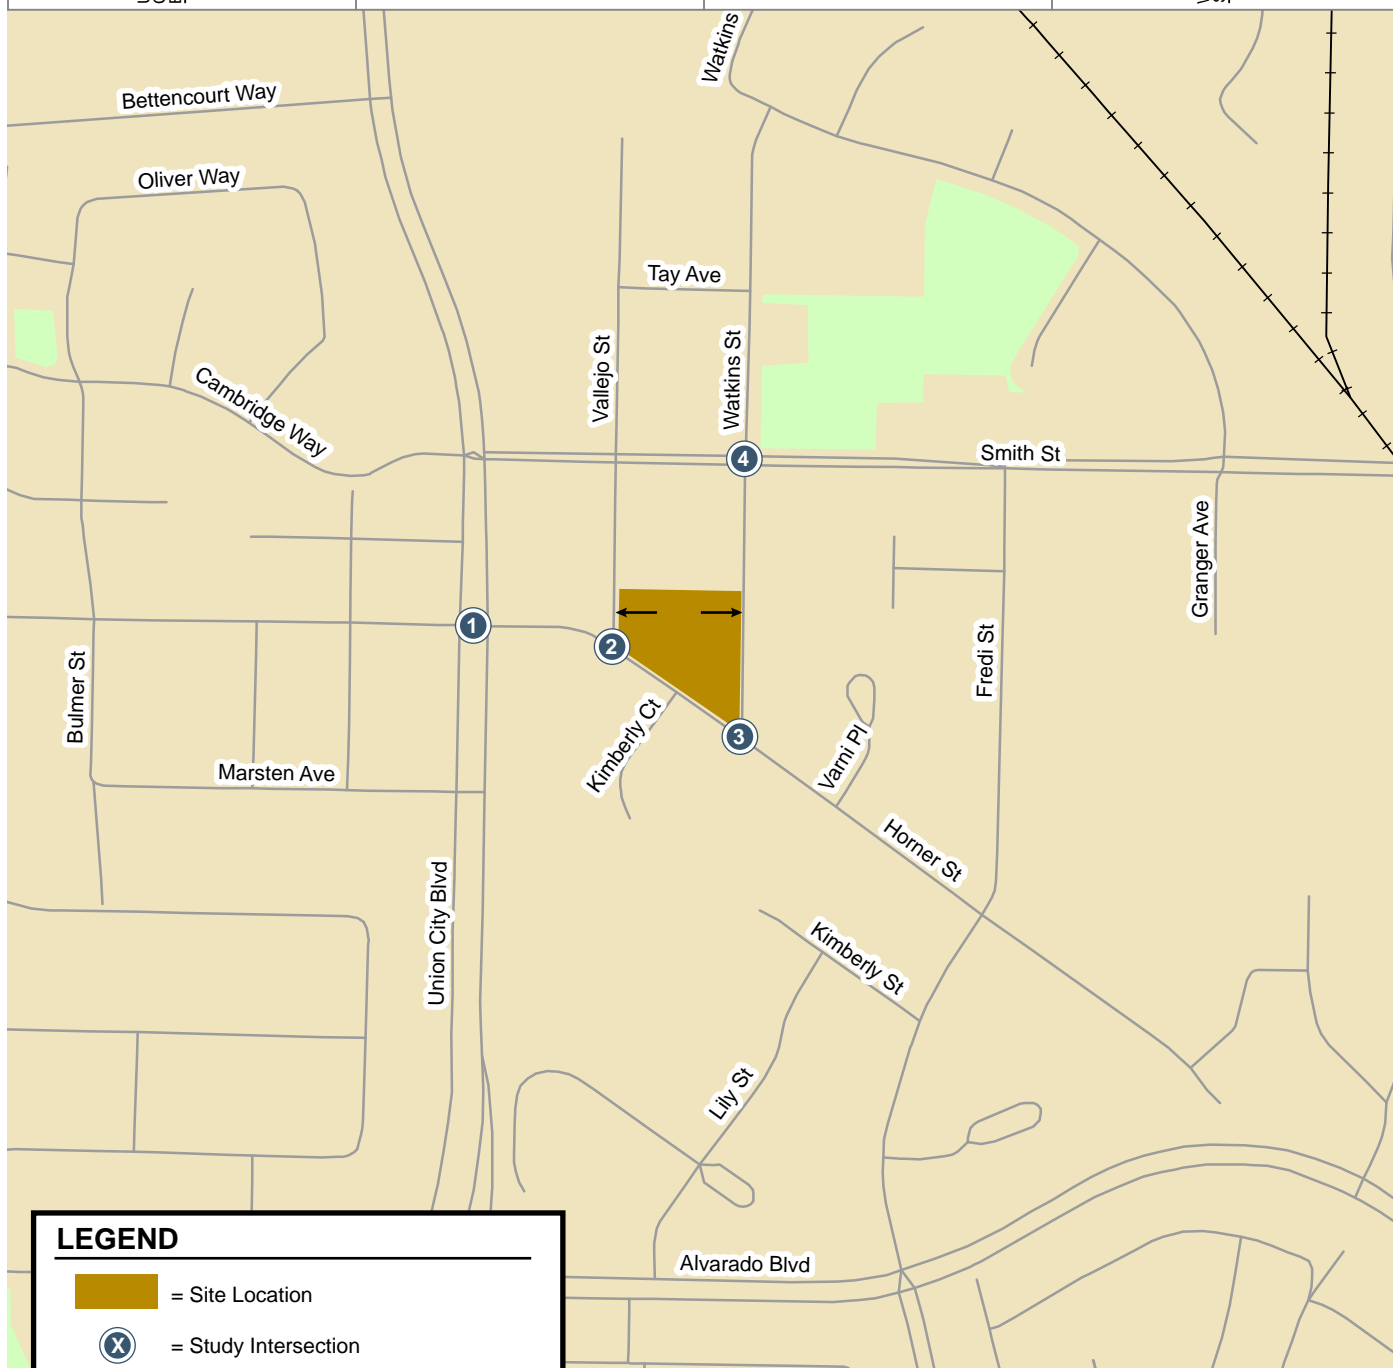 Watkins
Bettencourt Way
Oliver Way
Tay Ave
Vallejo St
Watkins St
Cambridge Way
4
Smith St
Granger Ave
1
2
Fredi St
Bulmer St
Kimberly Ct
3
Varni Pl
Marsten Ave
Horner St
Union City Blvd
Kimberly St
Lily St
Alvarado Blvd
LEGEND
= Site Location
X = Study Intersection